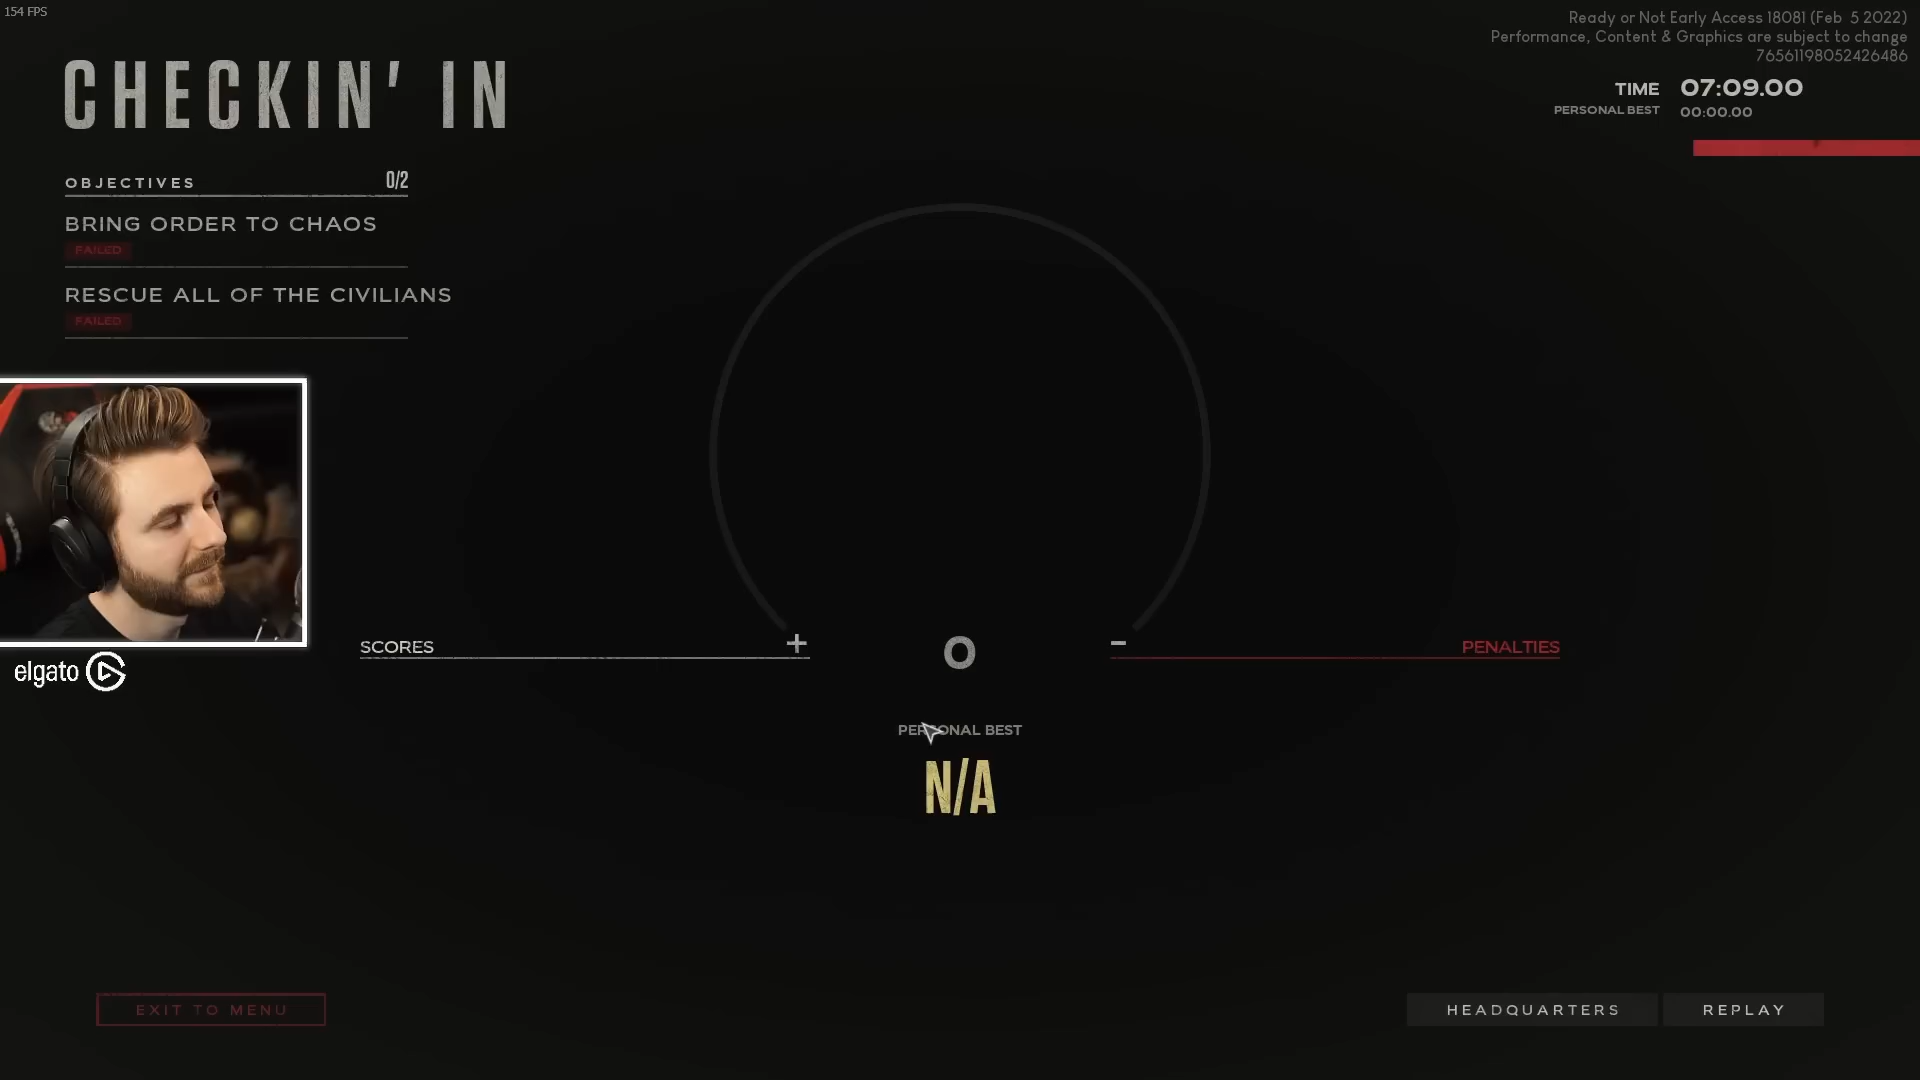 154 FPS
Ready or Not Early Access 18081 (Feb 5 2022)
Performance, Content & Graphics are subject to change
76561198052426486
CHECKIN' IN
TIME 07:09.00
PERSONAL BEST 00:00.00
OBJECTIVES 0/2
BRING ORDER TO CHAOS
FAILED
RESCUE ALL OF THE CIVILIANS
FAILED
elgato
SCORES + 0 - PENALTIES
PERSONAL BEST
N/A
EXIT TO MENU
HEADQUARTERS
REPLAY